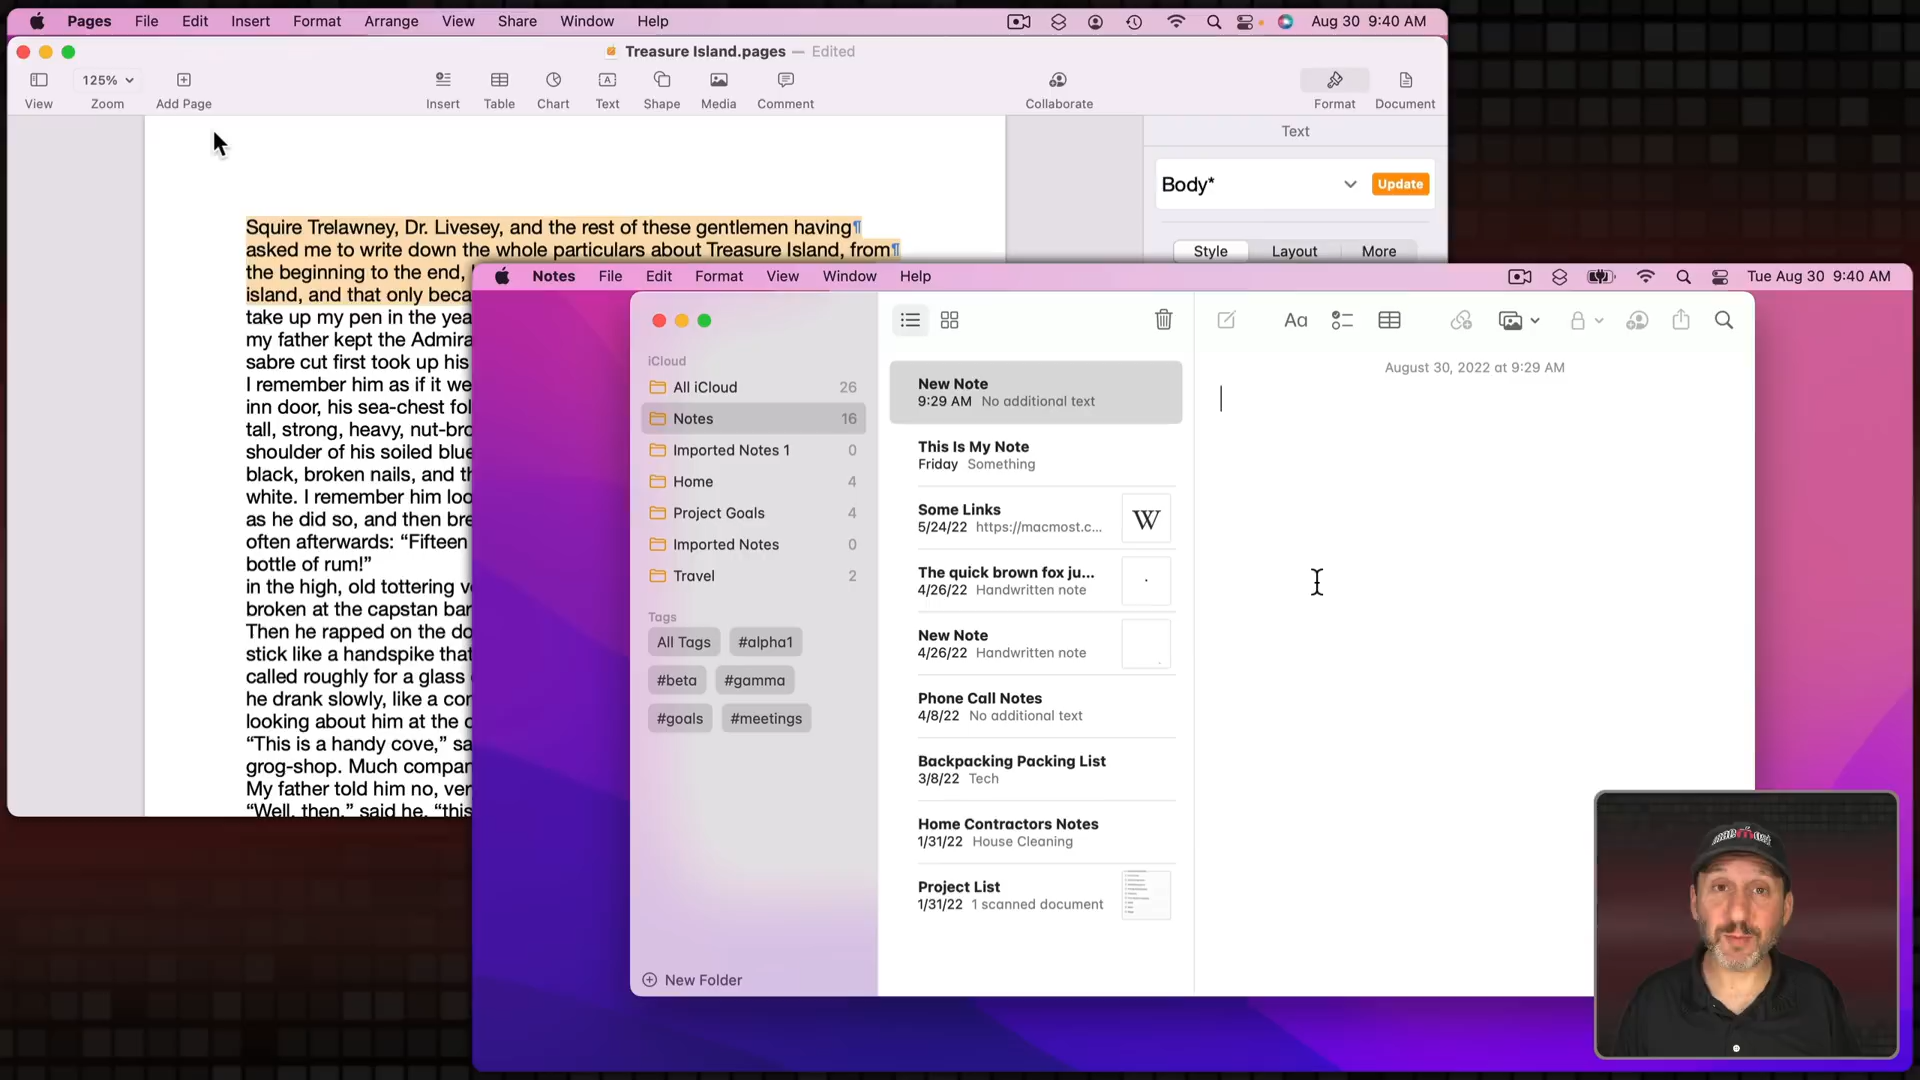 Pages File Edit Insert Format Arrange View Share Window Help Aug 30 9:40 AM
Treasure Island.pages — Edited
125%
View Zoom Add Page Insert Table Chart Text Shape Media Comment Collaborate Format Document
Text
Body* Update
Style Layout More
Squire Trelawney, Dr. Livesey, and the rest of these gentlemen having¶
asked me to write down the whole particulars about Treasure Island, from¶
the beginning to the end,
island, and that only beca
take up my pen in the yea
my father kept the Admira
sabre cut first took up his
I remember him as if it we
inn door, his sea-chest fol
tall, strong, heavy, nut-bro
shoulder of his soiled blue
black, broken nails, and th
white. I remember him loo
as he did so, and then bre
often afterwards: “Fifteen
bottle of rum!”
in the high, old tottering v
broken at the capstan bar
Then he rapped on the do
stick like a handspike that
called roughly for a glass
he drank slowly, like a con
looking about him at the c
“This is a handy cove,” sa
grog-shop. Much compan
My father told him no, ver
“Well, then,” said he, “this
Notes File Edit Format View Window Help Tue Aug 30 9:40 AM
iCloud
All iCloud 26
Notes 16
Imported Notes 1 0
Home 4
Project Goals 4
Imported Notes 0
Travel 2
Tags
All Tags #alpha1
#beta #gamma
#goals #meetings
New Folder
New Note
9:29 AM No additional text
This Is My Note
Friday Something
Some Links
5/24/22 https://macmost.c...
W
The quick brown fox ju...
4/26/22 Handwritten note
New Note
4/26/22 Handwritten note
Phone Call Notes
4/8/22 No additional text
Backpacking Packing List
3/8/22 Tech
Home Contractors Notes
1/31/22 House Cleaning
Project List
1/31/22 1 scanned document
Aa
August 30, 2022 at 9:29 AM